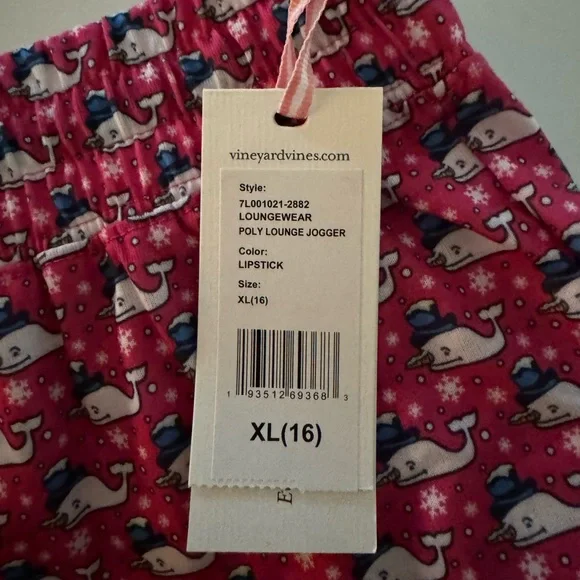 vineyardvines.com
Style:
7L001021-2882
LOUNGEWEAR
POLY LOUNGE JOGGER
Color:
LIPSTICK
Size:
XL(16)
1 93512 69368 3
XL(16)